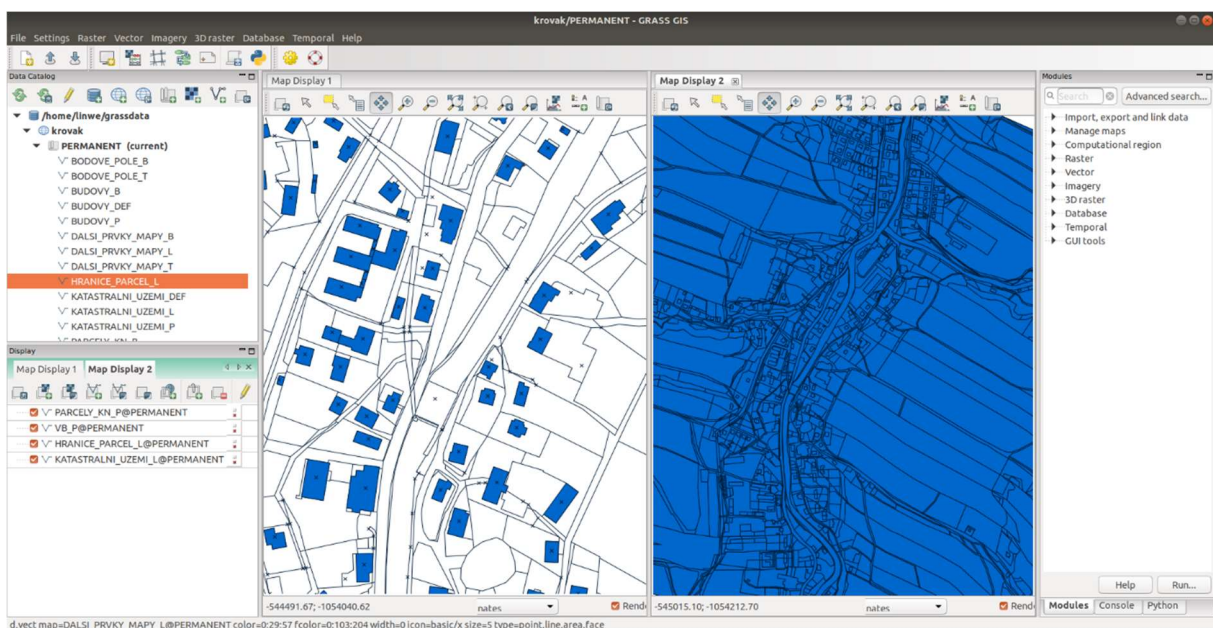 krovak/PERMANENT - GRASS GIS
File Settings Raster Vector Imagery 3D raster Database Temporal Help
Data Catalog
/home/linwe/grassdata
krovak
PERMANENT (current)
BODOVE_POLE_B
BODOVE_POLE_T
BUDOVY_B
BUDOVY_DEF
BUDOVY_P
DALSI_PRVKY_MAPY_B
DALSI_PRVKY_MAPY_L
DALSI_PRVKY_MAPY_T
HRANICE_PARCEL_L
KATASTRALNI_UZEMI_DEF
KATASTRALNI_UZEMI_L
KATASTRALNI_UZEMI_P
Display
Map Display 1 Map Display 2
PARCELY_KN_P@PERMANENT
VB_P@PERMANENT
HRANICE_PARCEL_L@PERMANENT
KATASTRALNI_UZEMI_L@PERMANENT
Map Display 1
-544491.67; -1054040.62 nates Rende
Map Display 2
-545015.10; -1054212.70 nates Rend
Modules
Search Advanced search...
Import, export and link data
Manage maps
Computational region
Raster
Vector
Imagery
3D raster
Database
Temporal
GUI tools
Help Run...
Modules Console Python
d.vect map=DALSI_PRVKY_MAPY_L@PERMANENT color=0:29:57 fcolor=0:103:204 width=0 icon=basic/x size=5 type=point,line,area,face